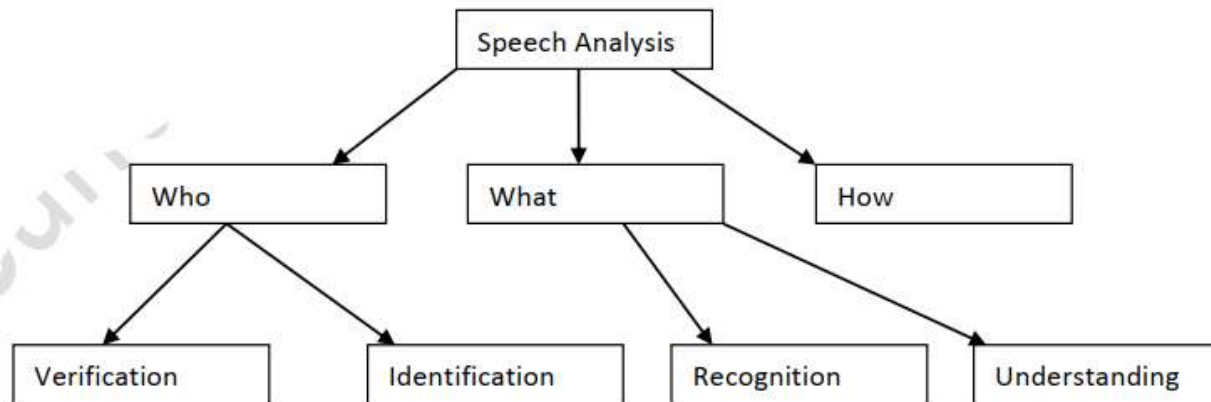 Speech Analysis
Who
What
How
Verification
Identification
Recognition
Understanding